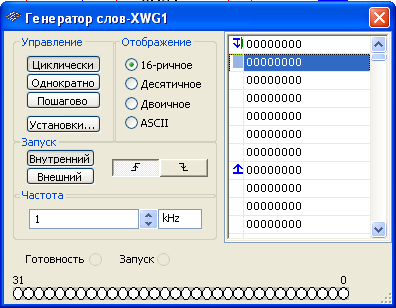 Генератор слов-XWG1
Управление
Циклически
Однократно
Пошагово
Установки...
Отображение
16-ричное
Десятичное
Двоичное
ASCII
Запуск
Внутренний
Внешний
Частота
1 kHz
00000000
00000000
00000000
00000000
00000000
00000000
00000000
00000000
00000000
00000000
00000000
Готовность Запуск
31 0